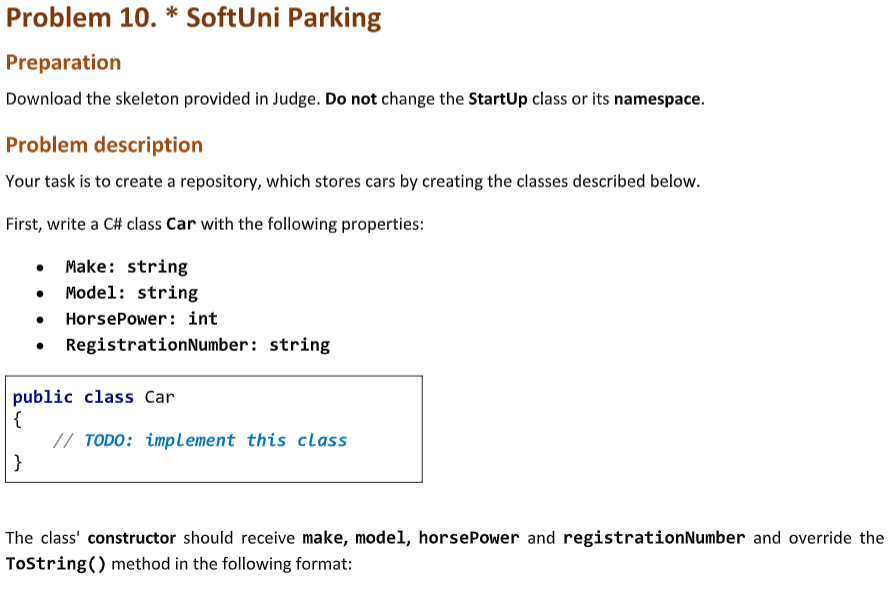 Problem 10. * SoftUni Parking
Preparation
Download the skeleton provided in Judge. Do not change the StartUp class or its namespace.
Problem description
Your task is to create a repository, which stores cars by creating the classes described below.
First, write a C# class Car with the following properties:
• Make: string
• Model: string
• HorsePower: int
• RegistrationNumber: string
public class Car
{
// TODO: implement this class
}
The class' constructor should receive make, model, horsePower and registrationNumber and override the
ToString() method in the following format: